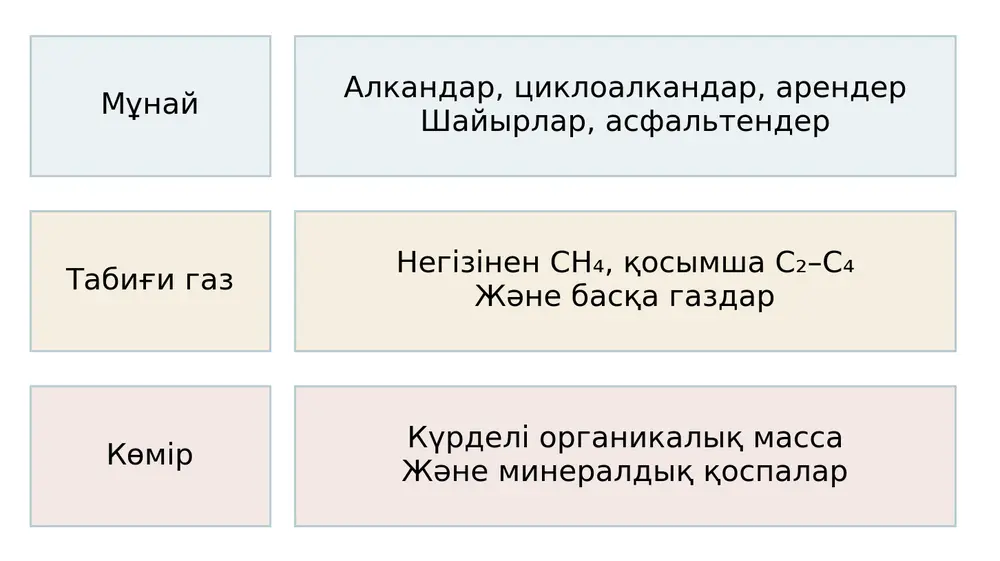 Мұнай
Алкандар, циклоалкандар, арендер
Шайырлар, асфальтендер
Табиғи газ
Негізінен CH₄, қосымша C₂–C₄
Және басқа газдар
Көмір
Күрделі органикалық масса
Және минералдық қоспалар